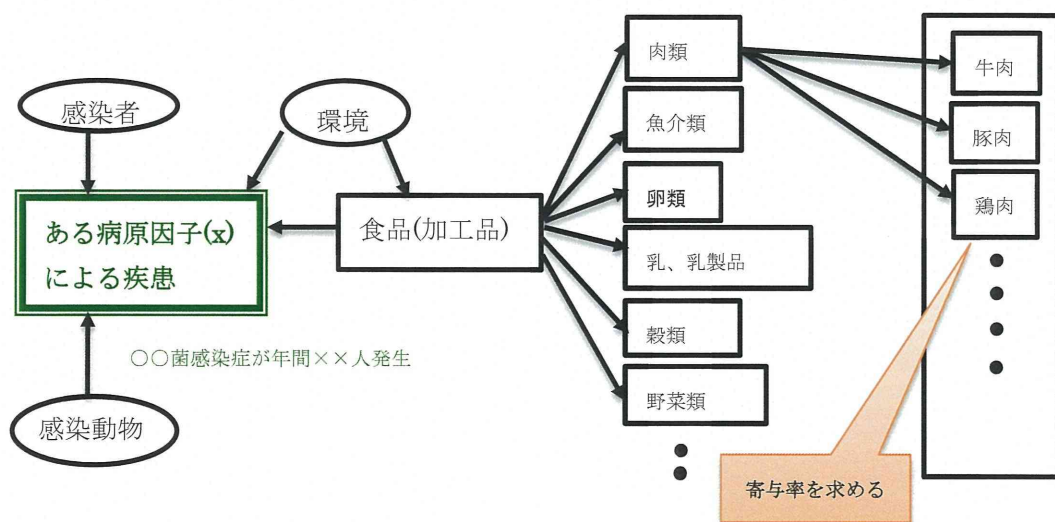 肉類
牛肉
感染者
環境
魚介類
豚肉
卵類
鶏肉
ある病原因子(x)
による疾患
食品(加工品)
乳、乳製品
穀類
○○菌感染症が年間××人発生
野菜類
感染動物
寄与率を求める